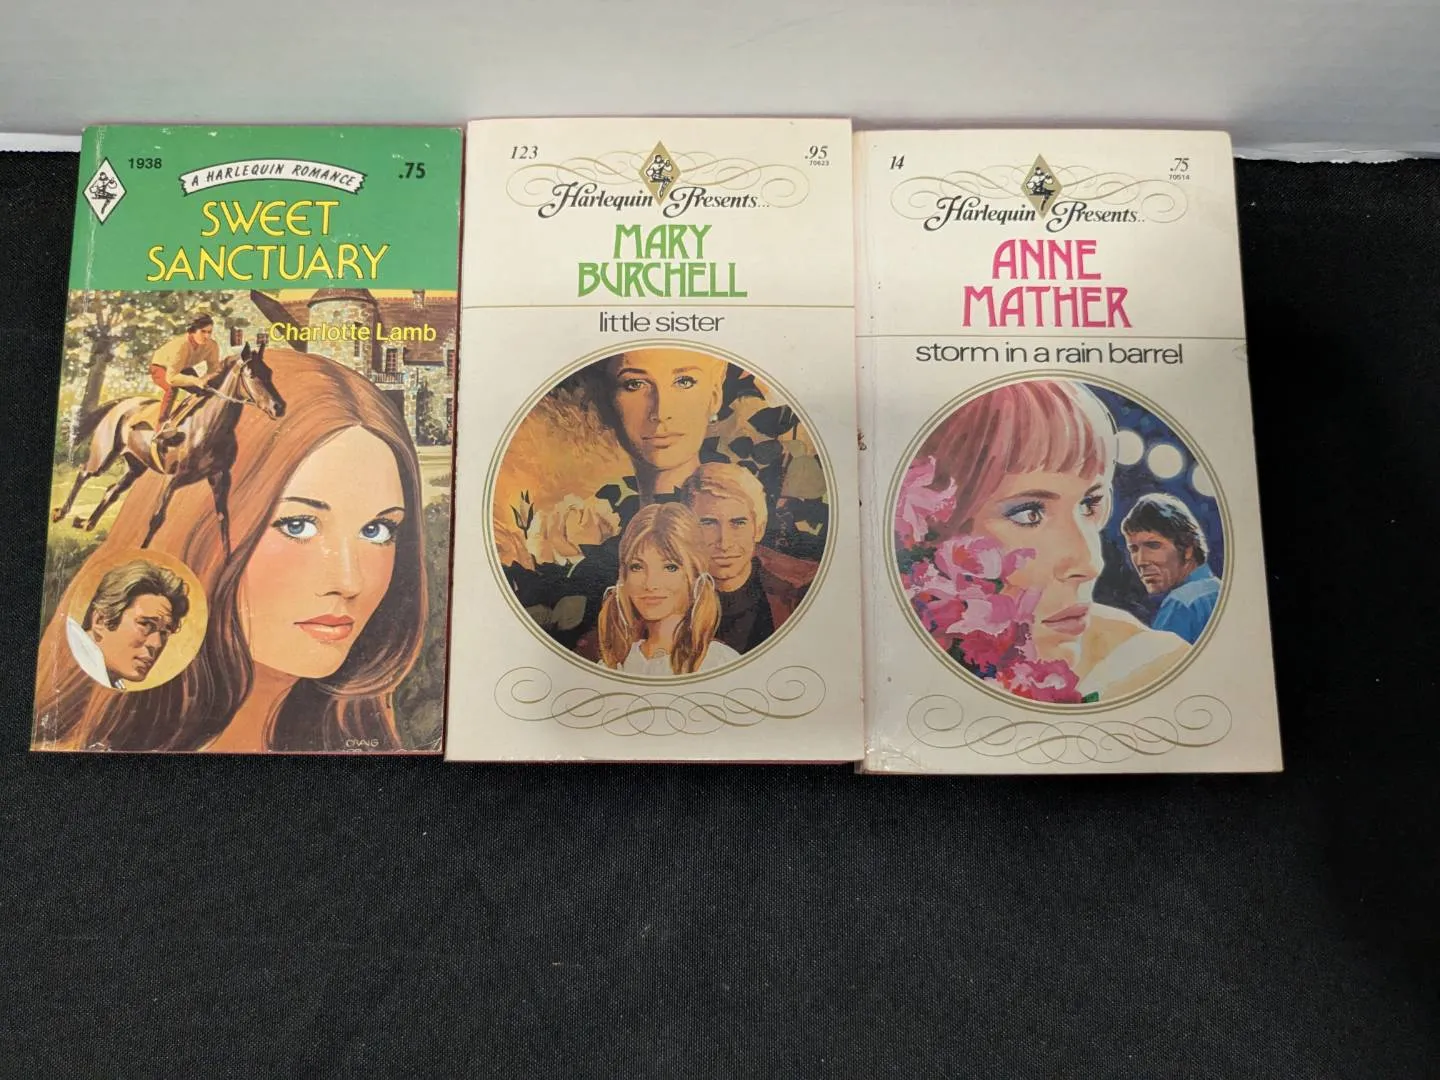 1938
A HARLEQUIN ROMANCE
.75
SWEET
SANCTUARY
Charlotte Lamb
CRAIG
123
.95
70623
Harlequin Presents...
MARY
BURCHELL
little sister
14
.75
70514
Harlequin Presents..
ANNE
MATHER
storm in a rain barrel